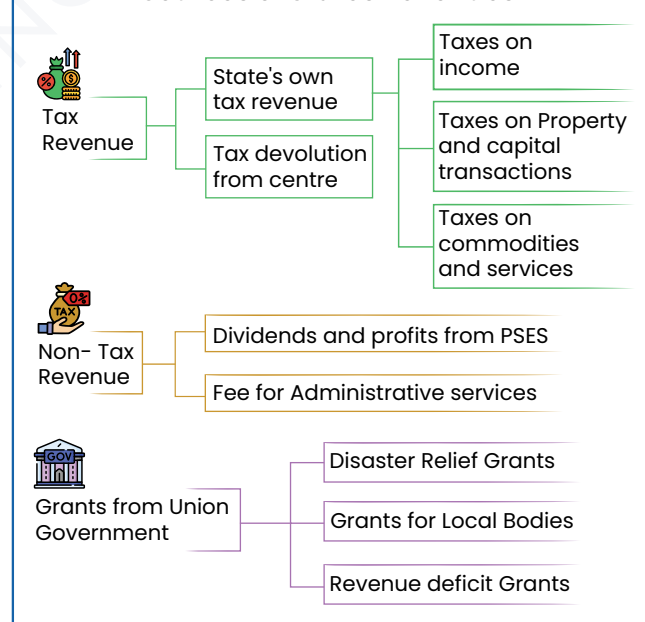 Tax
Revenue
State's own
tax revenue
Tax devolution
from centre
Taxes on
income
Taxes on Property
and capital
transactions
Taxes on
commodities
and services
0%
TAX
Non- Tax
Revenue
Dividends and profits from PSES
Fee for Administrative services
GOV
Grants from Union
Government
Disaster Relief Grants
Grants for Local Bodies
Revenue deficit Grants